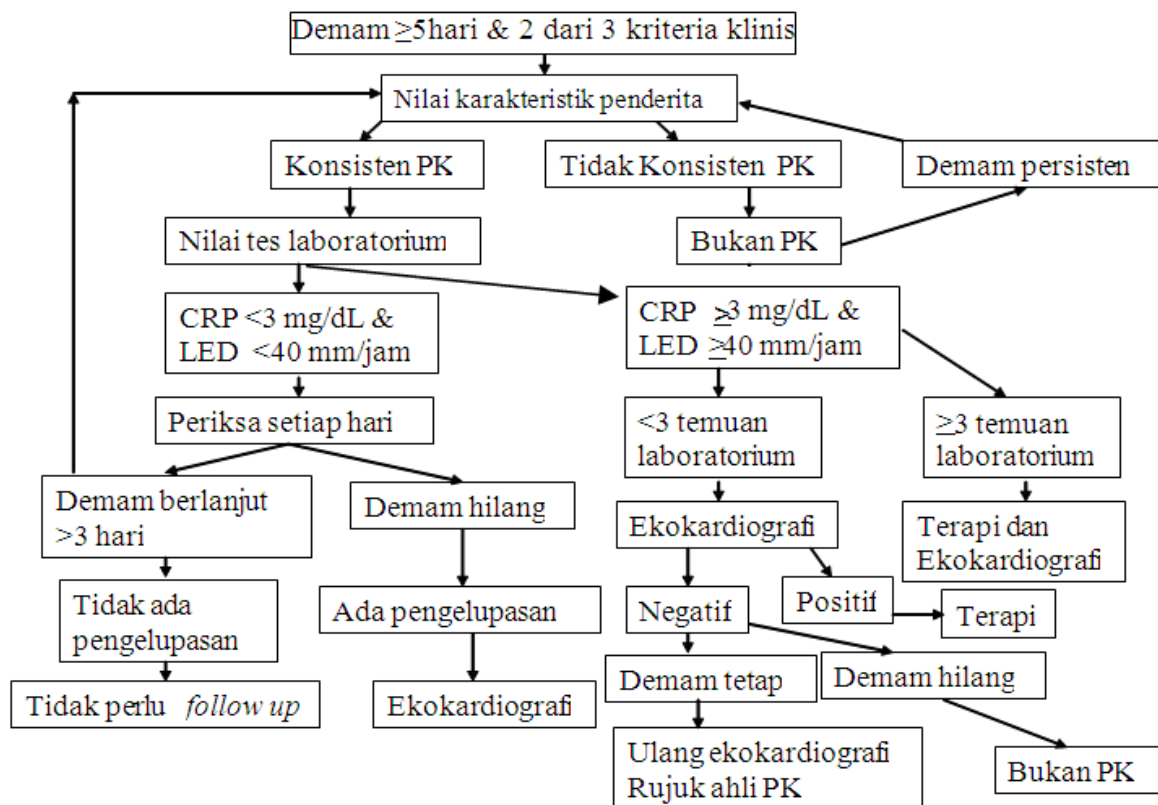 Demam ≥5hari & 2 dari 3 kriteria klinis
Nilai karakteristik penderita
Konsisten PK
Tidak Konsisten PK
Demam persisten
Nilai tes laboratorium
Bukan PK
CRP <3 mg/dL &
LED <40 mm/jam
CRP ≥3 mg/dL &
LED ≥40 mm/jam
Periksa setiap hari
<3 temuan
laboratorium
≥3 temuan
laboratorium
Demam berlanjut
>3 hari
Demam hilang
Ekokardiografi
Terapi dan
Ekokardiografi
Tidak ada
pengelupasan
Ada pengelupasan
Negatif
Positif
Terapi
Tidak perlu follow up
Ekokardiografi
Demam tetap
Demam hilang
Ulang ekokardiografi
Rujuk ahli PK
Bukan PK